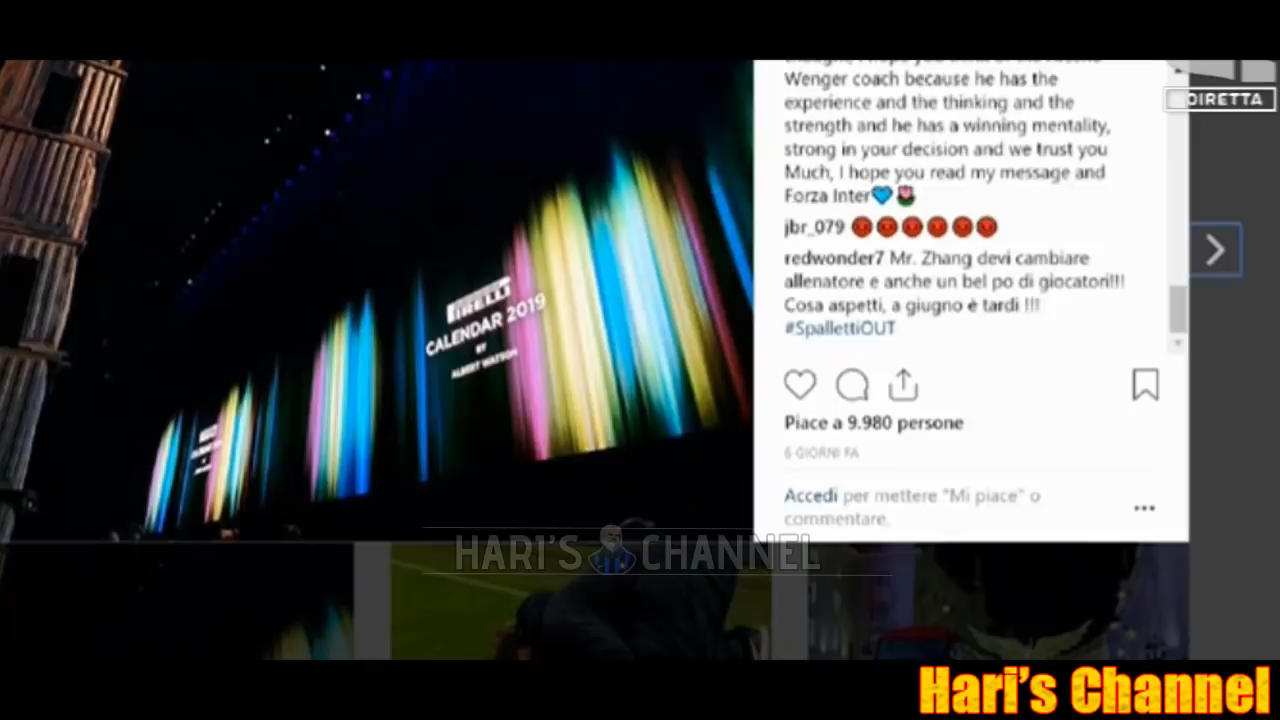 Wenger coach because he has the
experience and the thinking and the
strength and he has a winning mentality,
strong in your decision and we trust you
Much, I hope you read my message and
Forza Inter💙🌷
jbr_079 😡😡😡😡😡😡
redwonder7 Mr. Zhang devi cambiare
allenatore e anche un bel po di giocatori!!!
Cosa aspetti, a giugno è tardi !!!
#SpallettiOUT
Piace a 9.980 persone
6 GIORNI FA
Accedi per mettere "Mi piace" o
commentare.
DIRETTA
PIRELLI
CALENDAR 2019
BY
ALBERT WATSON
HARI'S CHANNEL
Hari's Channel